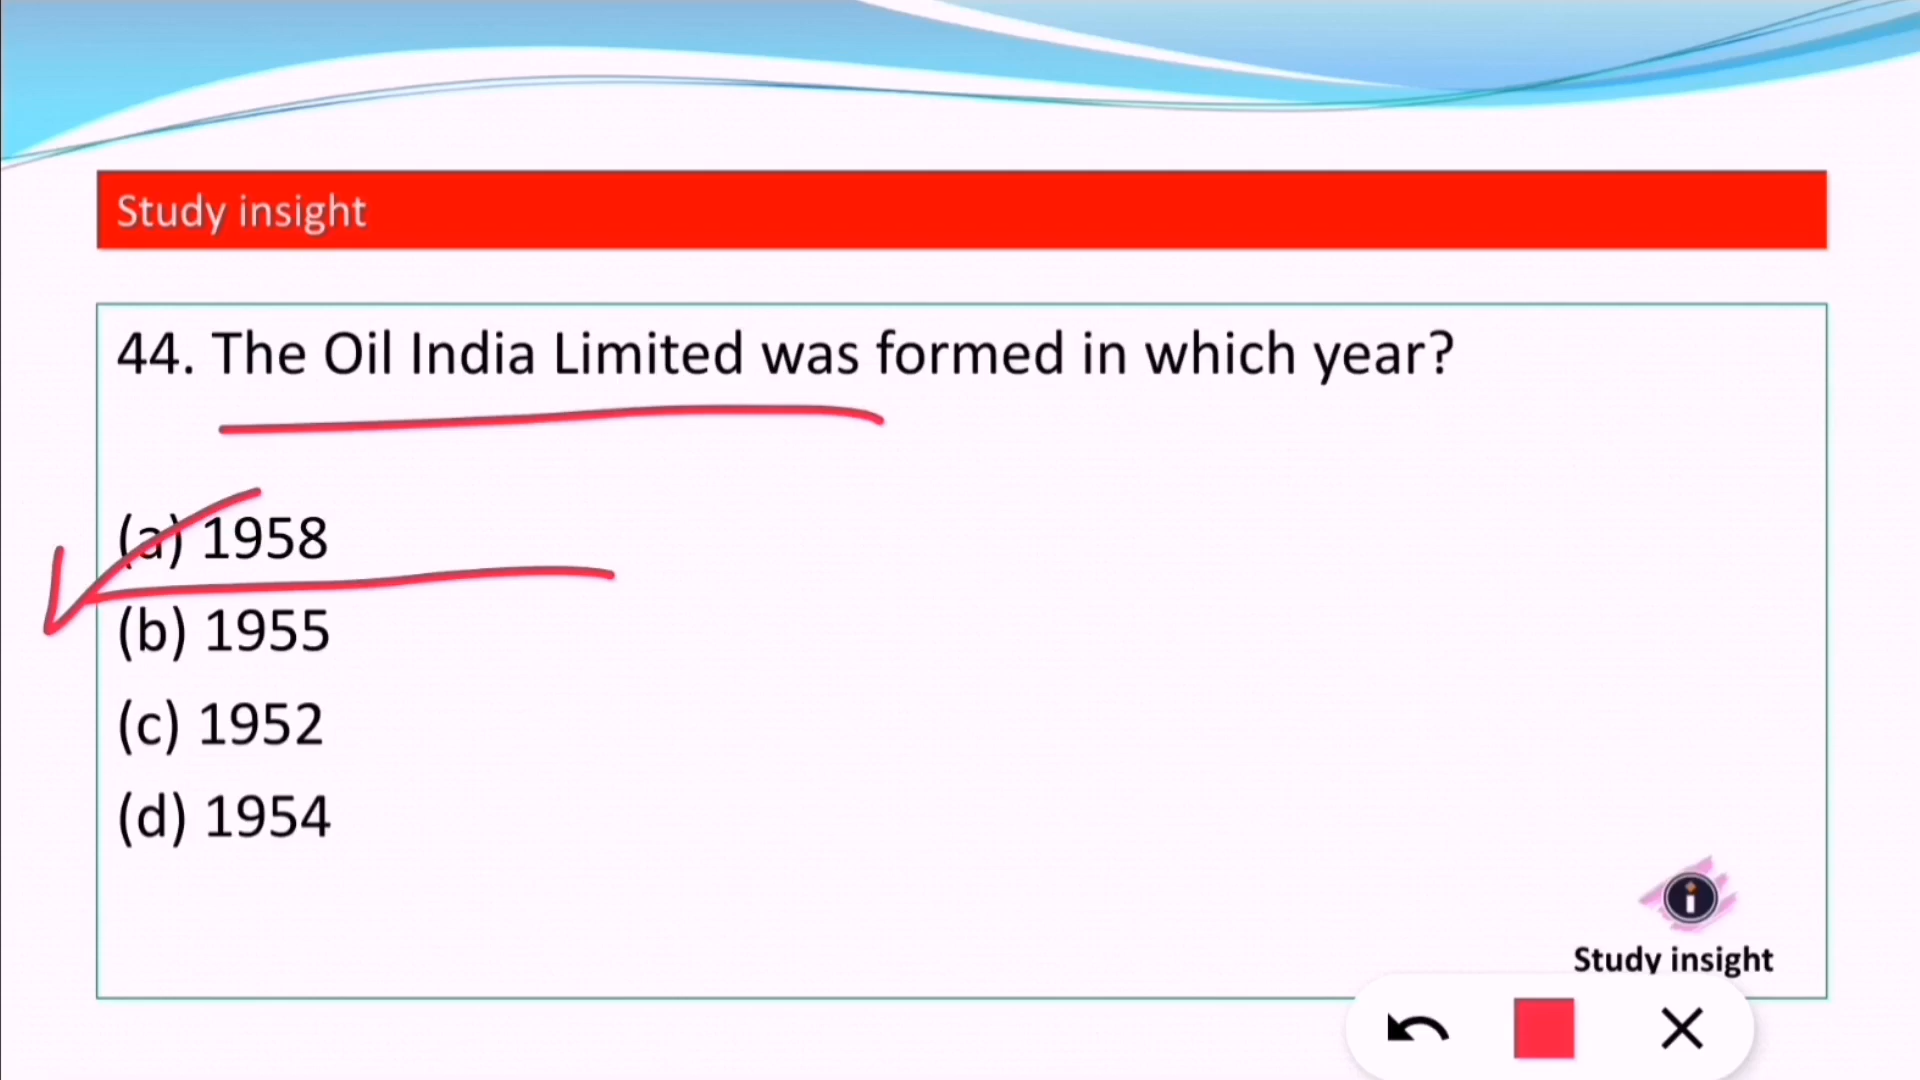 Study insight
44. The Oil India Limited was formed in which year?
(a) 1958
(b) 1955
(c) 1952
(d) 1954
Study insight